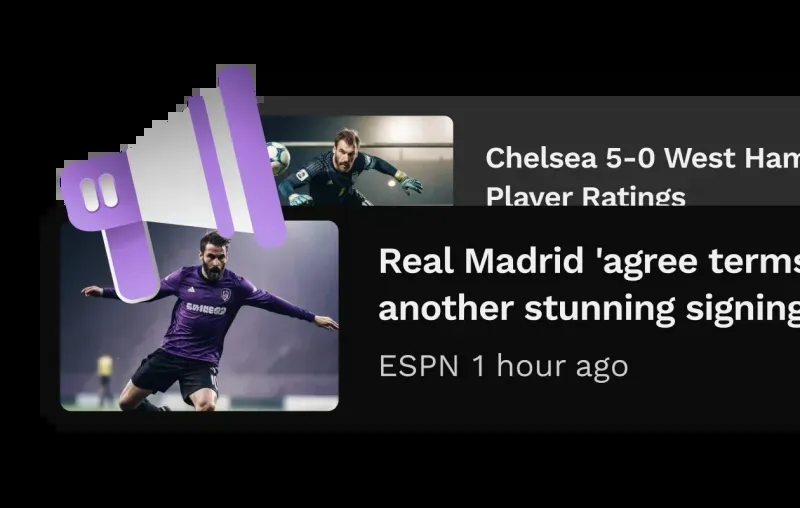 Chelsea 5-0 West Ham
Player Ratings
Real Madrid 'agree terms
another stunning signing
ESPN 1 hour ago